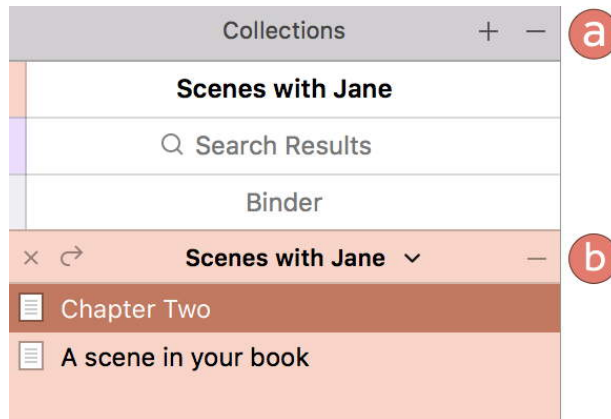 Collections + − a
Scenes with Jane
Search Results
Binder
Scenes with Jane b
Chapter Two
A scene in your book